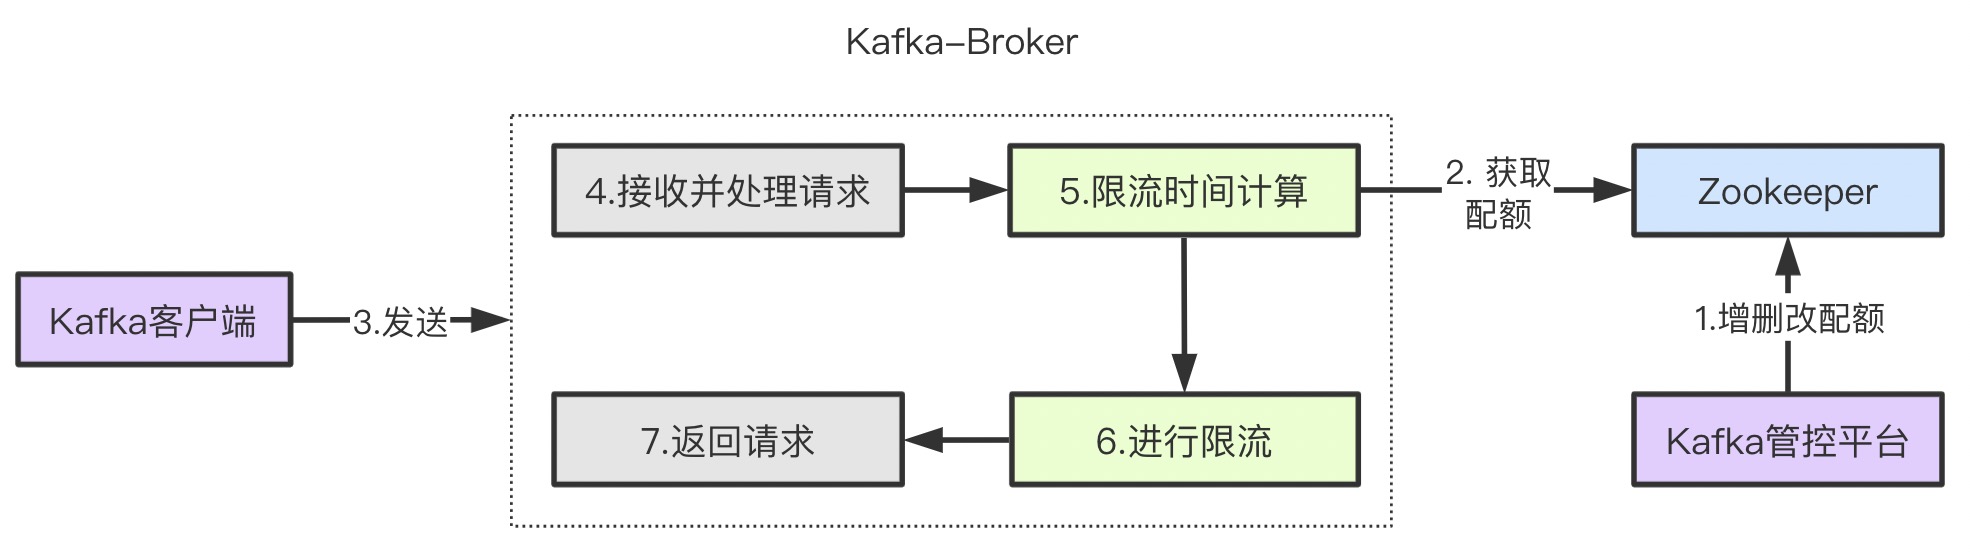 Kafka–Broker
4.接收并处理请求
5.限流时间计算
2. 获取
配额
Zookeeper
Kafka客户端
3.发送
1.增删改配额
7.返回请求
6.进行限流
Kafka管控平台